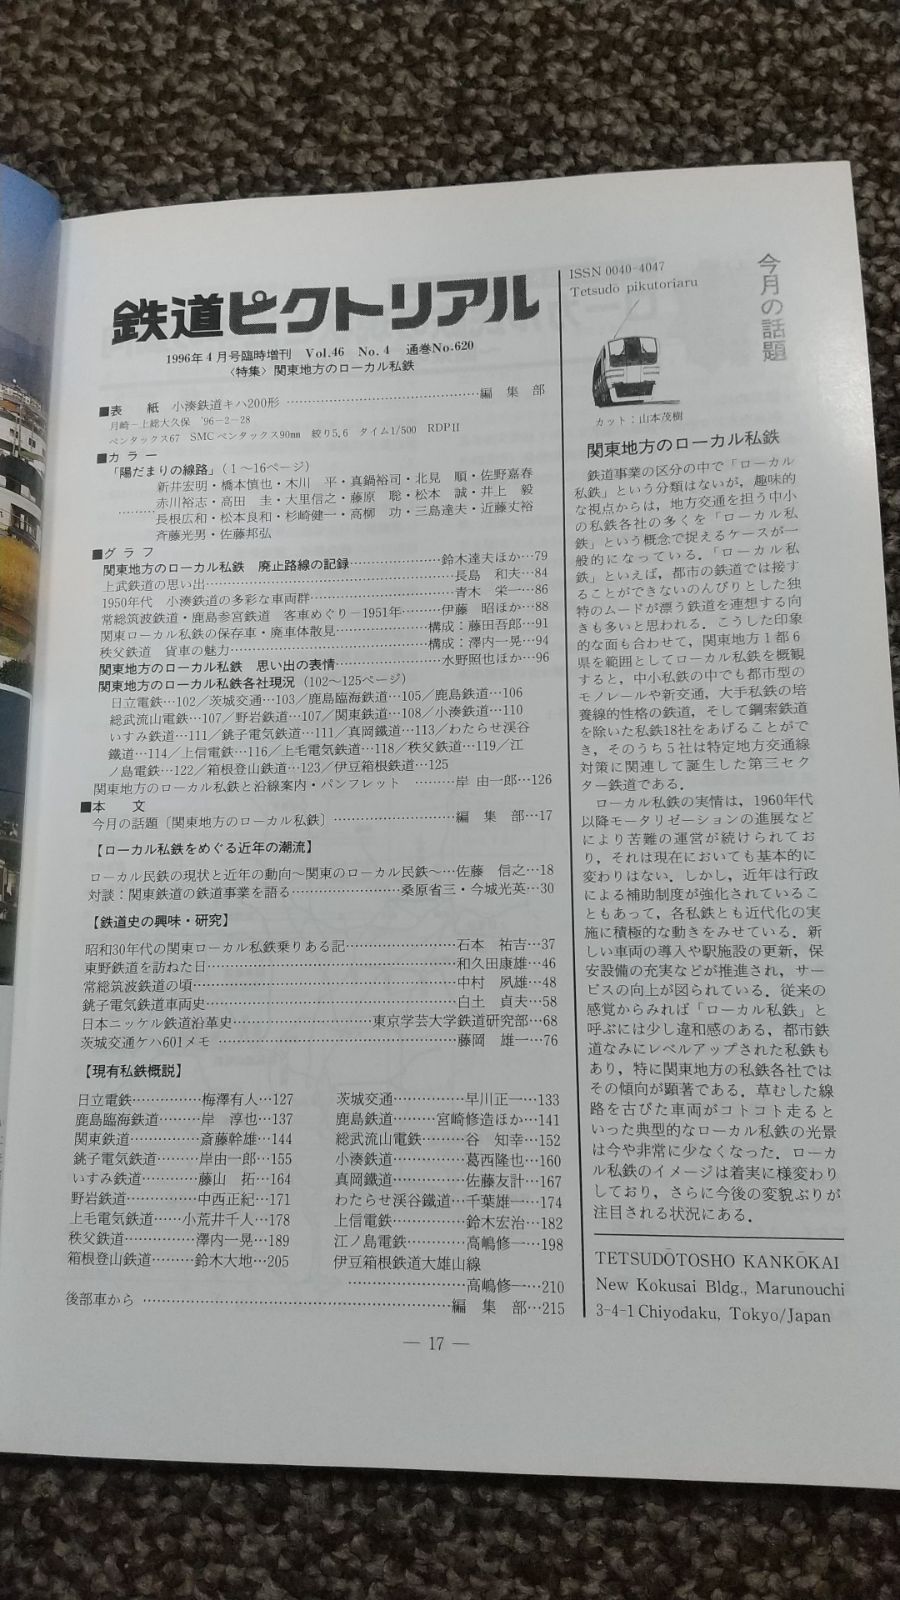 鉄道ピクトリアル
1996年4月号臨時増刊 Vol.46 No.4 通巻No.620
〈特集〉関東地方のローカル私鉄
■表 紙 小湊鉄道キハ200形……………………編 集 部
月崎−上総大久保 '96−2−28
ペンタックス67 SMCペンタックス90mm 絞り5.6 タイム1/500 RDPⅡ
■カラー
「陽だまりの線路」(1〜16ページ)
新井宏明・橋本慎也・木川 平・真鍋裕司・北見 順・佐野嘉春
赤川裕志・高田 圭・大里信之・藤原 聡・松本 誠・井上 毅
………長根広和・松本良和・杉崎健一・高柳 功・三島達夫・近藤丈裕
斉藤光男・佐藤邦弘
■グラフ
関東地方のローカル私鉄 廃止路線の記録……………鈴木達夫ほか…79
上武鉄道の思い出……………………………………長島 和夫…84
1950年代 小湊鉄道の多彩な車両群…………………青木 栄一…86
常総筑波鉄道・鹿島参宮鉄道 客車めぐり−1951年……伊藤 昭ほか…88
関東ローカル私鉄の保存車・廃車体散見……………構成：藤田吾郎…91
秩父鉄道 貨車の魅力………………………………構成：澤内一晃…94
関東地方のローカル私鉄 思い出の表情………………水野照也ほか…96
関東地方のローカル私鉄各社現況(102〜125ページ)
日立電鉄…102／茨城交通…103／鹿島臨海鉄道…105／鹿島鉄道…106
総武流山電鉄…107／野岩鉄道…107／関東鉄道…108／小湊鉄道…110
いすみ鉄道…111／銚子電気鉄道…111／真岡鐵道…113／わたらせ渓谷
鐵道…114／上信電鉄…116／上毛電気鉄道…118／秩父鉄道…119／江
ノ島電鉄…122／箱根登山鉄道…123／伊豆箱根鉄道…125
関東地方のローカル私鉄と沿線案内・パンフレット ………岸 由一郎…126
■本 文
今月の話題〔関東地方のローカル私鉄〕………………編 集 部…17
【ローカル私鉄をめぐる近年の潮流】
ローカル民鉄の現状と近年の動向〜関東のローカル民鉄〜…佐藤 信之…18
対談：関東鉄道の鉄道事業を語る………………桑原省三・今城光英…30
【鉄道史の興味・研究】
昭和30年代の関東ローカル私鉄乗りある記………………石本 祐吉…37
東野鉄道を訪ねた日……………………………………和久田康雄…46
常総筑波鉄道の頃………………………………………中村 夙雄…48
銚子電気鉄道車両史……………………………………白土 貞夫…58
日本ニッケル鉄道沿革史………………東京学芸大学鉄道研究部…68
茨城交通ケハ601メモ …………………………………藤岡 雄一…76
【現有私鉄概説】
日立電鉄……………梅澤有人…127
鹿島臨海鉄道………岸 淳也…137
関東鉄道……………斎藤幹雄…144
銚子電気鉄道………岸由一郎…155
いすみ鉄道…………藤山 拓…164
野岩鉄道……………中西正紀…171
上毛電気鉄道……小荒井千人…178
秩父鉄道……………澤内一晃…189
箱根登山鉄道………鈴木大地…205
茨城交通……………早川正一…133
鹿島鉄道………宮崎修造ほか…141
総武流山電鉄………谷 知幸…152
小湊鉄道……………葛西隆也…160
真岡鐵道……………佐藤友計…167
わたらせ渓谷鐵道…千葉雄一…174
上信電鉄……………鈴木宏治…182
江ノ島電鉄…………高嶋修一…198
伊豆箱根鉄道大雄山線
………………………高嶋修一…210
後部車から ……………………………………………編 集 部…215
— 17 —
ISSN 0040-4047
Tetsudo pikutoriaru
今月の話題
カット：山本茂樹
関東地方のローカル私鉄
鉄道事業の区分の中で「ローカル
私鉄」という分類はないが，趣味的
な視点からは，地方交通を担う中小
の私鉄各社の多くを「ローカル私
鉄」という概念で捉えるケースが一
般的になっている．「ローカル私
鉄」といえば，都市の鉄道では接す
ることができないのんびりとした独
特のムードが漂う鉄道を連想する向
きも多いと思われる．こうした印象
的な面も合わせて，関東地方1都6
県を範囲としてローカル私鉄を概観
すると，中小私鉄の中でも都市型の
モノレールや新交通，大手私鉄の培
養線的性格の鉄道，そして鋼索鉄道
を除いた私鉄18社をあげることがで
き，そのうち5社は特定地方交通線
対策に関連して誕生した第三セク
ター鉄道である．
ローカル私鉄の実情は，1960年代
以降モータリゼーションの進展など
により苦難の運営が続けられてお
り，それは現在においても基本的に
変わりはない．しかし，近年は行政
による補助制度が強化されているこ
ともあって，各私鉄とも近代化の実
施に積極的な動きをみせている．新
しい車両の導入や駅施設の更新，保
安設備の充実などが推進され，サー
ビスの向上が図られている．従来の
感覚からみれば「ローカル私鉄」と
呼ぶには少し違和感のある，都市鉄
道なみにレベルアップされた私鉄も
あり，特に関東地方の私鉄各社では
その傾向が顕著である．草むした線
路を古びた車両がコトコト走ると
いった典型的なローカル私鉄の光景
は今や非常に少なくなった．ローカ
ル私鉄のイメージは着実に様変わり
しており，さらに今後の変貌ぶりが
注目される状況にある．
TETSUDŌTOSHO KANKŌKAI
New Kokusai Bldg., Marunouchi
3-4-1 Chiyodaku, Tokyo/Japan